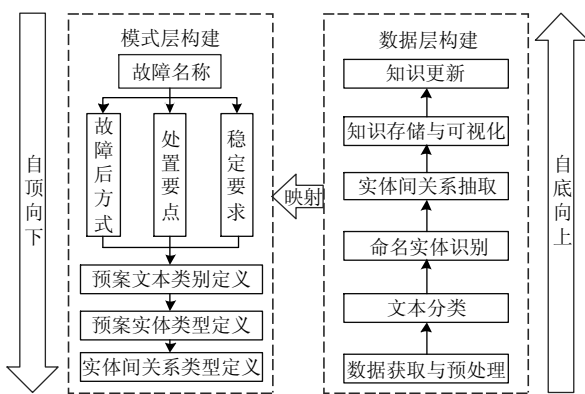 模式层构建
故障名称
故障后方式
处置要点
稳定要求
预案文本类别定义
预案实体类型定义
实体间关系类型定义
自顶向下
映射
数据层构建
知识更新
知识存储与可视化
实体间关系抽取
命名实体识别
文本分类
数据获取与预处理
自底向上